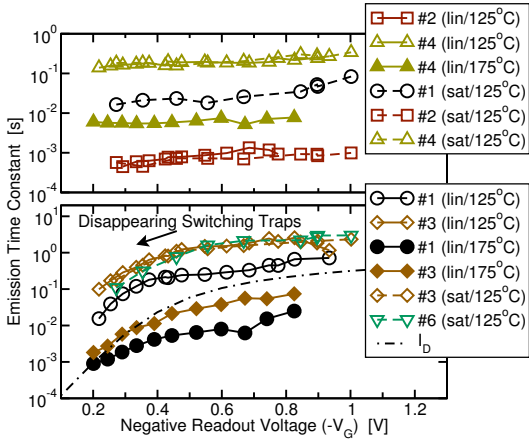 10^0
10^-1
10^-2
10^-3
10^-4
10^2
10^1
10^0
10^-1
10^-2
10^-3
10^-4
Emission Time Constant [s]
#2 (lin/125°C)
#4 (lin/125°C)
#4 (lin/175°C)
#1 (sat/125°C)
#2 (sat/125°C)
#4 (sat/125°C)
Disappearing Switching Traps
#1 (lin/125°C)
#3 (lin/125°C)
#1 (lin/175°C)
#3 (lin/175°C)
#3 (sat/125°C)
#6 (sat/125°C)
I_D
0.2 0.4 0.6 0.8 1.0 1.2
Negative Readout Voltage (-V_G) [V]